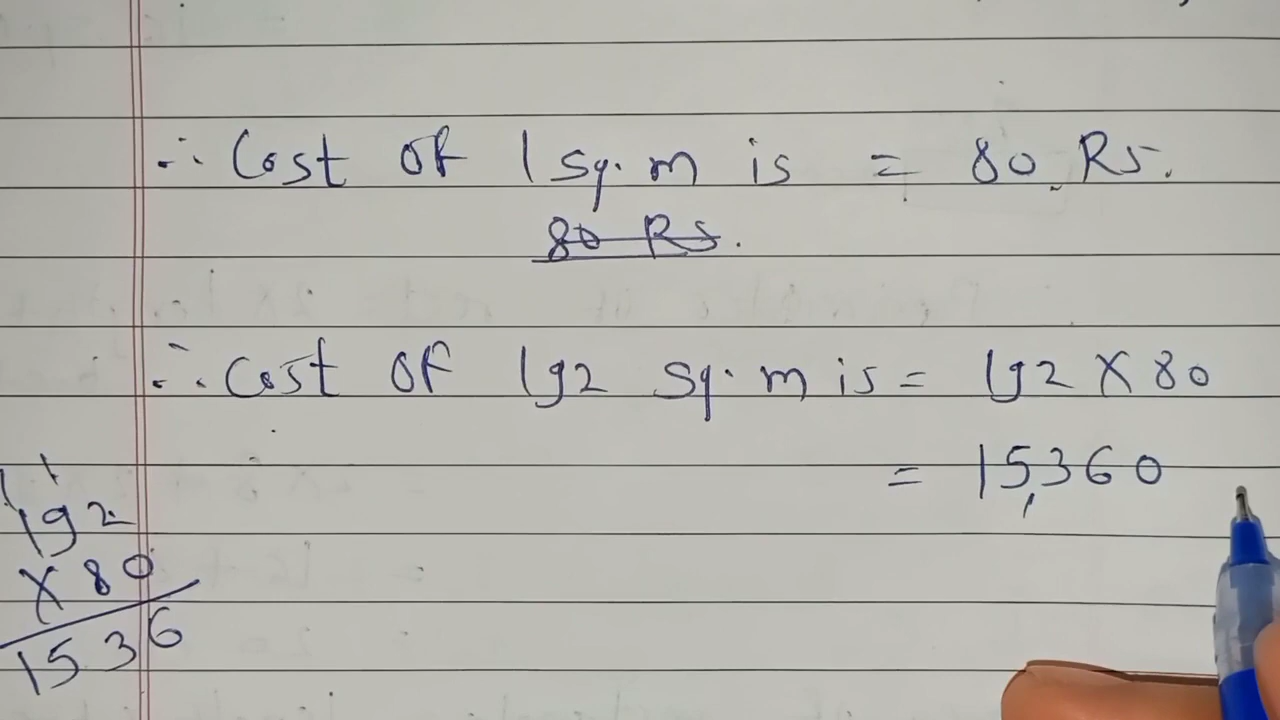 ∴ Cost of 1 sq.m is = 80 Rs.
80 Rs.
∴ Cost of 192 sq.m is = 192 X 80
= 15,360
192
X 80
1536